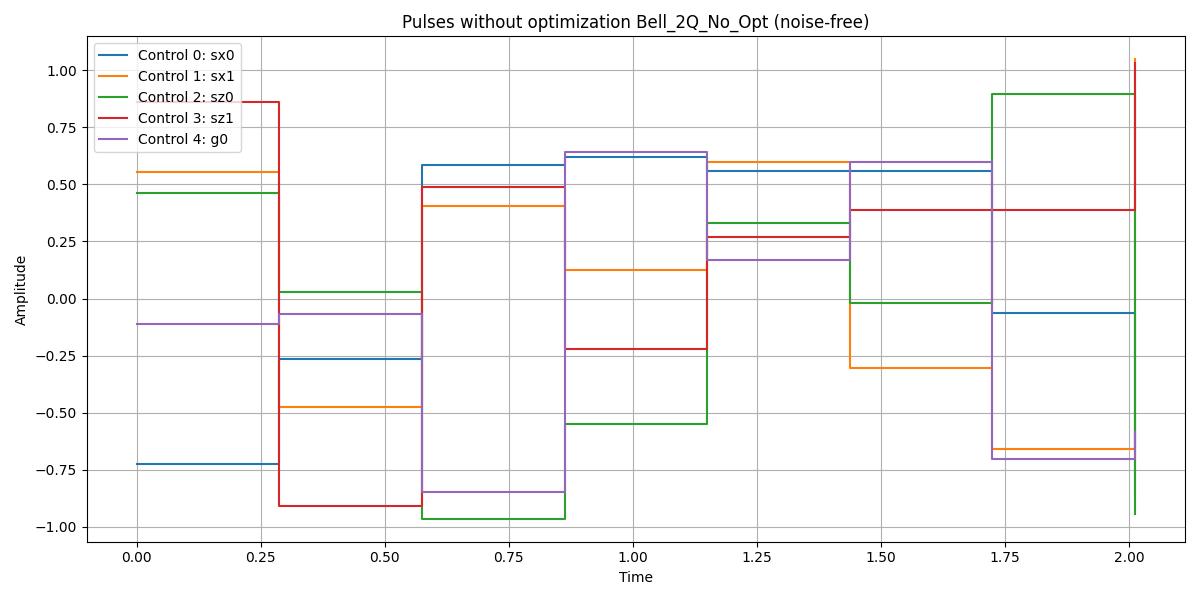 Pulses without optimization Bell_2Q_No_Opt (noise-free)
Control 0: sx0
Control 1: sx1
Control 2: sz0
Control 3: sz1
Control 4: g0
1.00
0.75
0.50
0.25
0.00
−0.25
−0.50
−0.75
−1.00
Amplitude
0.00 0.25 0.50 0.75 1.00 1.25 1.50 1.75 2.00
Time